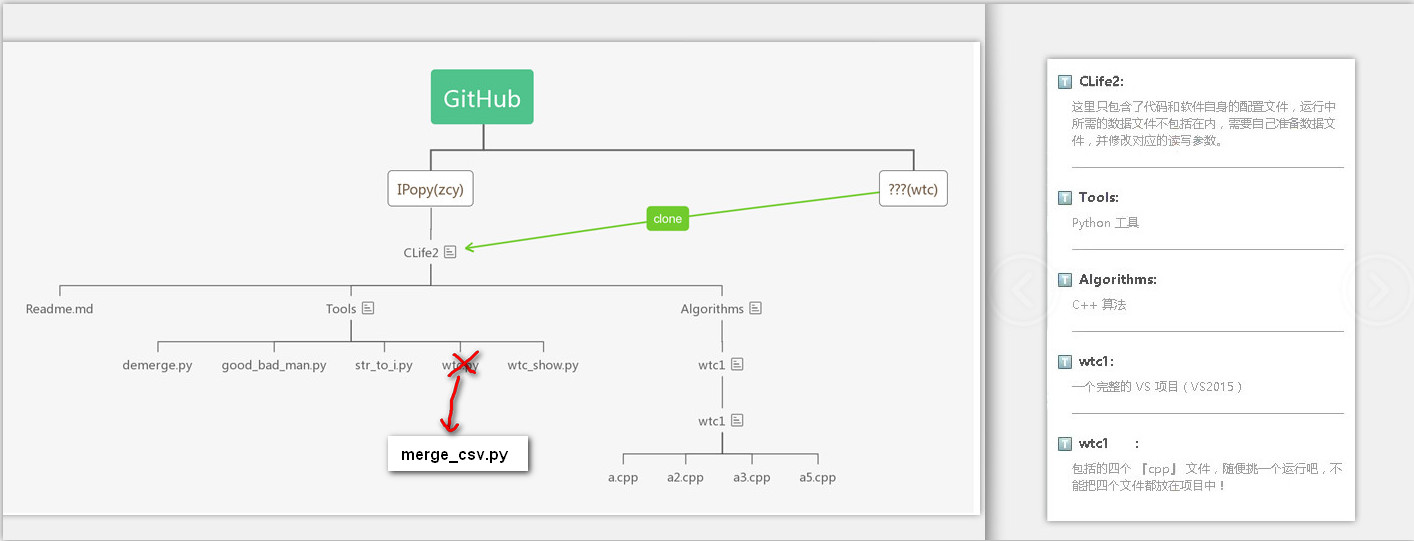 GitHub
IPopy(zcy)
???(wtc)
clone
CLife2
Readme.md
Tools
Algorithms
demerge.py
good_bad_man.py
str_to_i.py
wtc.py
wtc_show.py
wtc1
merge_csv.py
wtc1
a.cpp
a2.cpp
a3.cpp
a5.cpp
T CLife2:
这里只包含了代码和软件自身的配置文件，运行中
所需的数据文件不包括在内，需要自己准备数据文
件，并修改对应的读写参数。
T Tools:
Python 工具
T Algorithms:
C++ 算法
T wtc1:
一个完整的 VS 项目（VS2015）
T wtc1 :
包括的四个 『cpp』 文件，随便挑一个运行吧，不
能把四个文件都放在项目中！